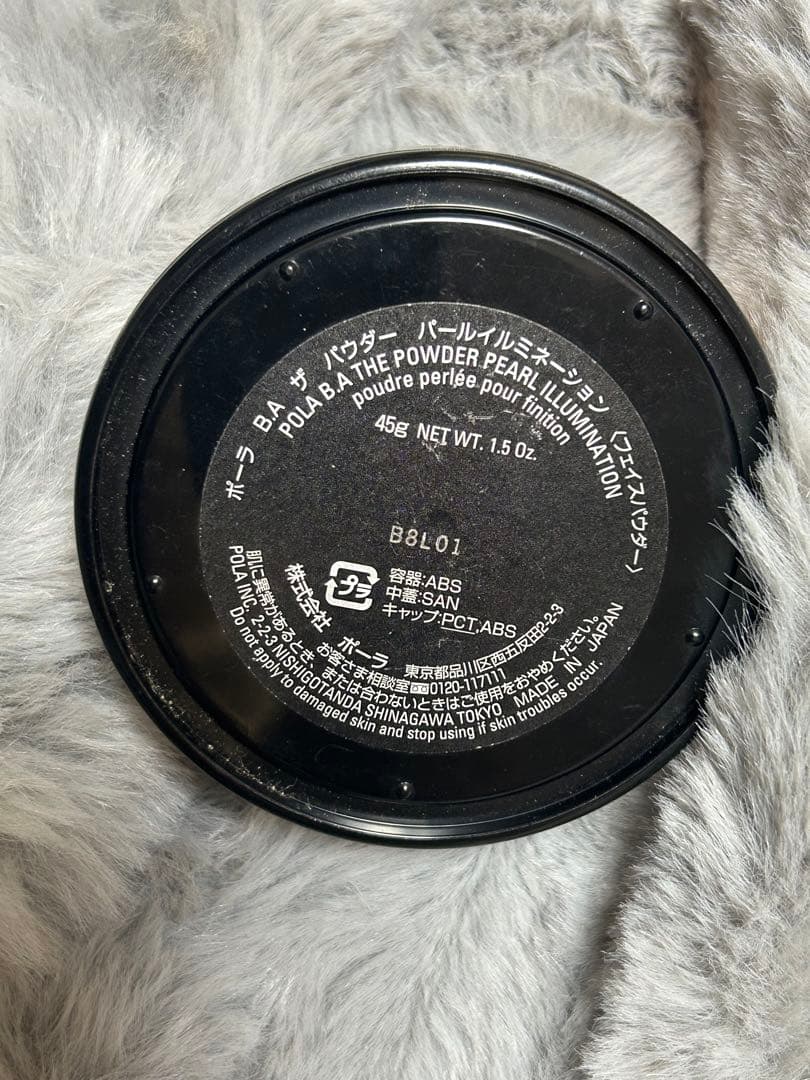 ポーラ B.A ザ パウダー パールイルミネーション 〈フェイスパウダー〉
POLA B.A THE POWDER PEARL ILLUMINATION
poudre perlée pour finition
45g NET WT. 1.5 Oz.
B8L01
プラ
容器:ABS
中蓋:SAN
キャップ:PCT,ABS
株式会社 ポーラ 東京都品川区西五反田2-2-3
お客さま相談室 0120-117111
肌に異常があるとき、または合わないときはご使用をおやめください。
POLA INC. 2-2-3 NISHIGOTANDA SHINAGAWA TOKYO MADE IN JAPAN
Do not apply to damaged skin and stop using if skin troubles occur.